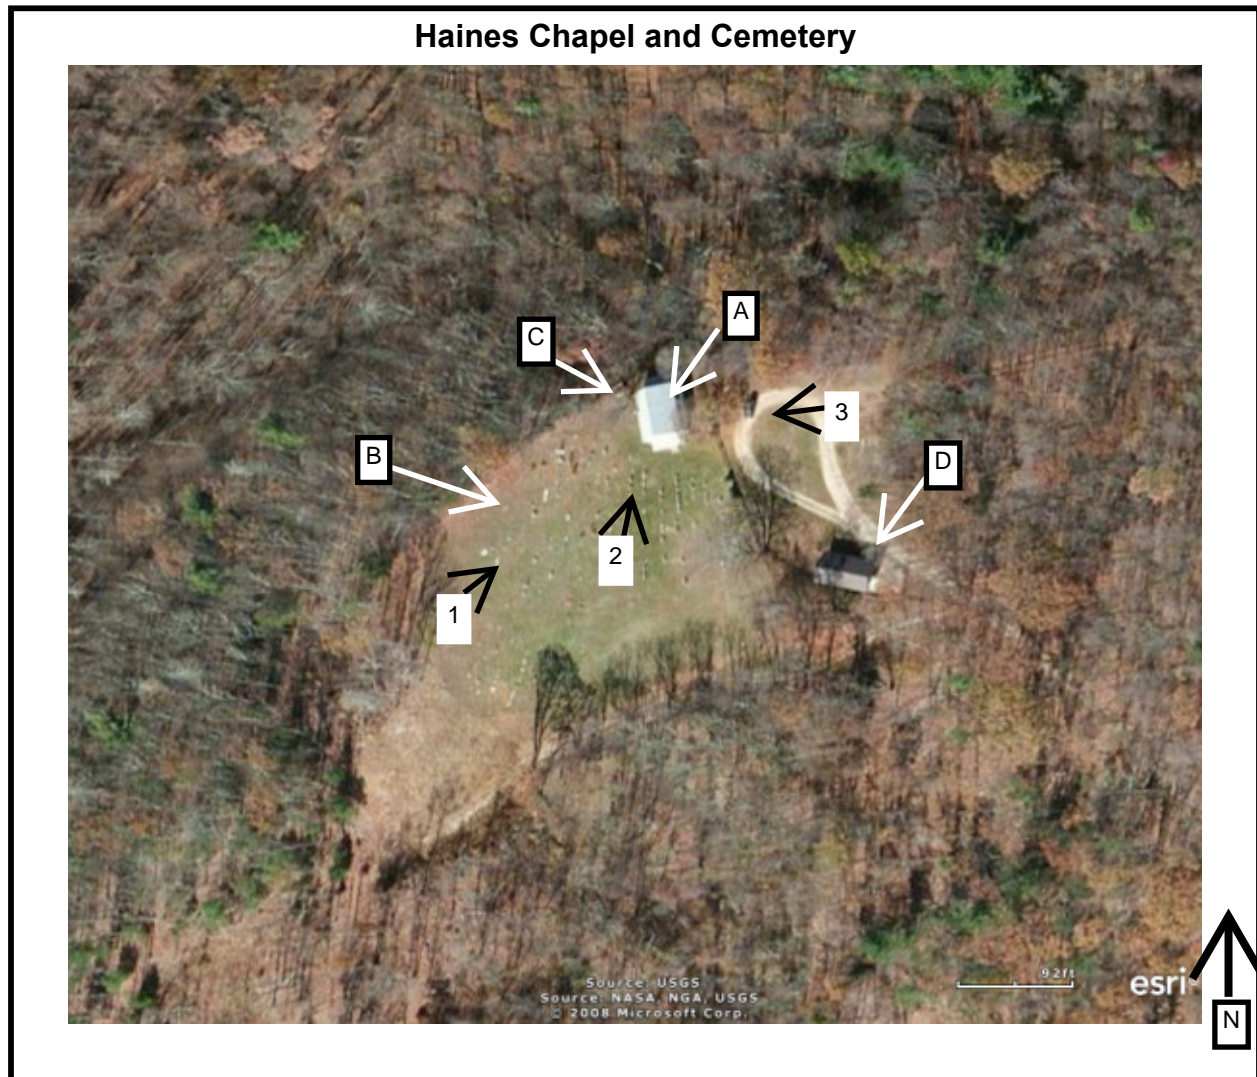 Haines Chapel and Cemetery
A
C
3
B
D
2
1
92ft
Source: USGS
Source: NASA, NGA, USGS
© 2008 Microsoft Corp.
esri
N